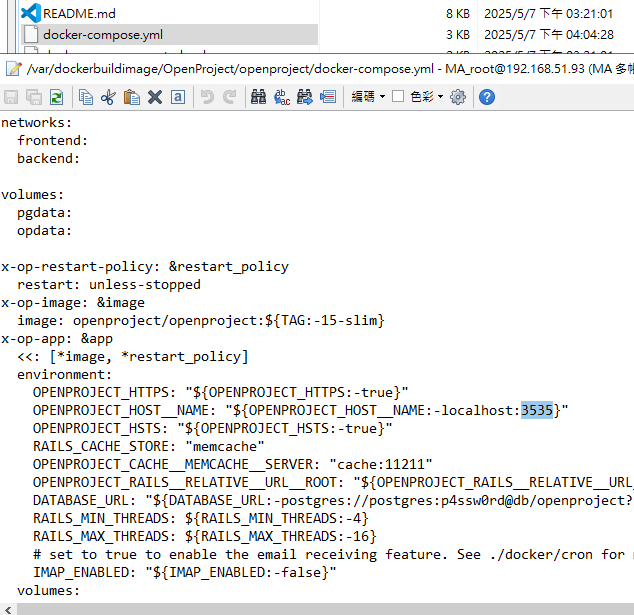 README.md 8 KB 2025/5/7 下午 03:21:01
docker-compose.yml 3 KB 2025/5/7 下午 04:04:28
/var/dockerbuildimage/OpenProject/openproject/docker-compose.yml - MA_root@192.168.51.93 (MA 多
編碼 色彩
networks:
  frontend:
  backend:
volumes:
  pgdata:
  opdata:
x-op-restart-policy: &restart_policy
  restart: unless-stopped
x-op-image: &image
  image: openproject/openproject:${TAG:-15-slim}
x-op-app: &app
  <<: [*image, *restart_policy]
  environment:
    OPENPROJECT_HTTPS: "${OPENPROJECT_HTTPS:-true}"
    OPENPROJECT_HOST__NAME: "${OPENPROJECT_HOST__NAME:-localhost:3535}"
    OPENPROJECT_HSTS: "${OPENPROJECT_HSTS:-true}"
    RAILS_CACHE_STORE: "memcache"
    OPENPROJECT_CACHE__MEMCACHE__SERVER: "cache:11211"
    OPENPROJECT_RAILS__RELATIVE__URL__ROOT: "${OPENPROJECT_RAILS__RELATIVE__URL_
    DATABASE_URL: "${DATABASE_URL:-postgres://postgres:p4ssw0rd@db/openproject?
    RAILS_MIN_THREADS: ${RAILS_MIN_THREADS:-4}
    RAILS_MAX_THREADS: ${RAILS_MAX_THREADS:-16}
    # set to true to enable the email receiving feature. See ./docker/cron for
    IMAP_ENABLED: "${IMAP_ENABLED:-false}"
  volumes: